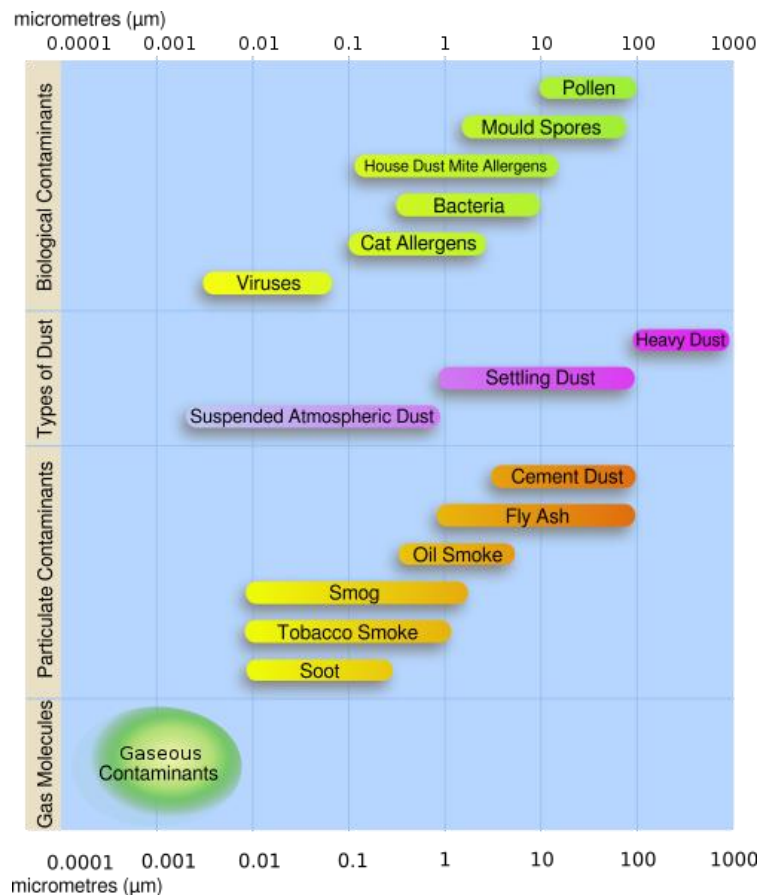 micrometres (µm)
0.0001 0.001 0.01 0.1 1 10 100 1000
Biological Contaminants
Pollen
Mould Spores
House Dust Mite Allergens
Bacteria
Cat Allergens
Viruses
Types of Dust
Heavy Dust
Settling Dust
Suspended Atmospheric Dust
Particulate Contaminants
Cement Dust
Fly Ash
Oil Smoke
Smog
Tobacco Smoke
Soot
Gas Molecules
Gaseous
Contaminants
0.0001 0.001 0.01 0.1 1 10 100 1000
micrometres (µm)